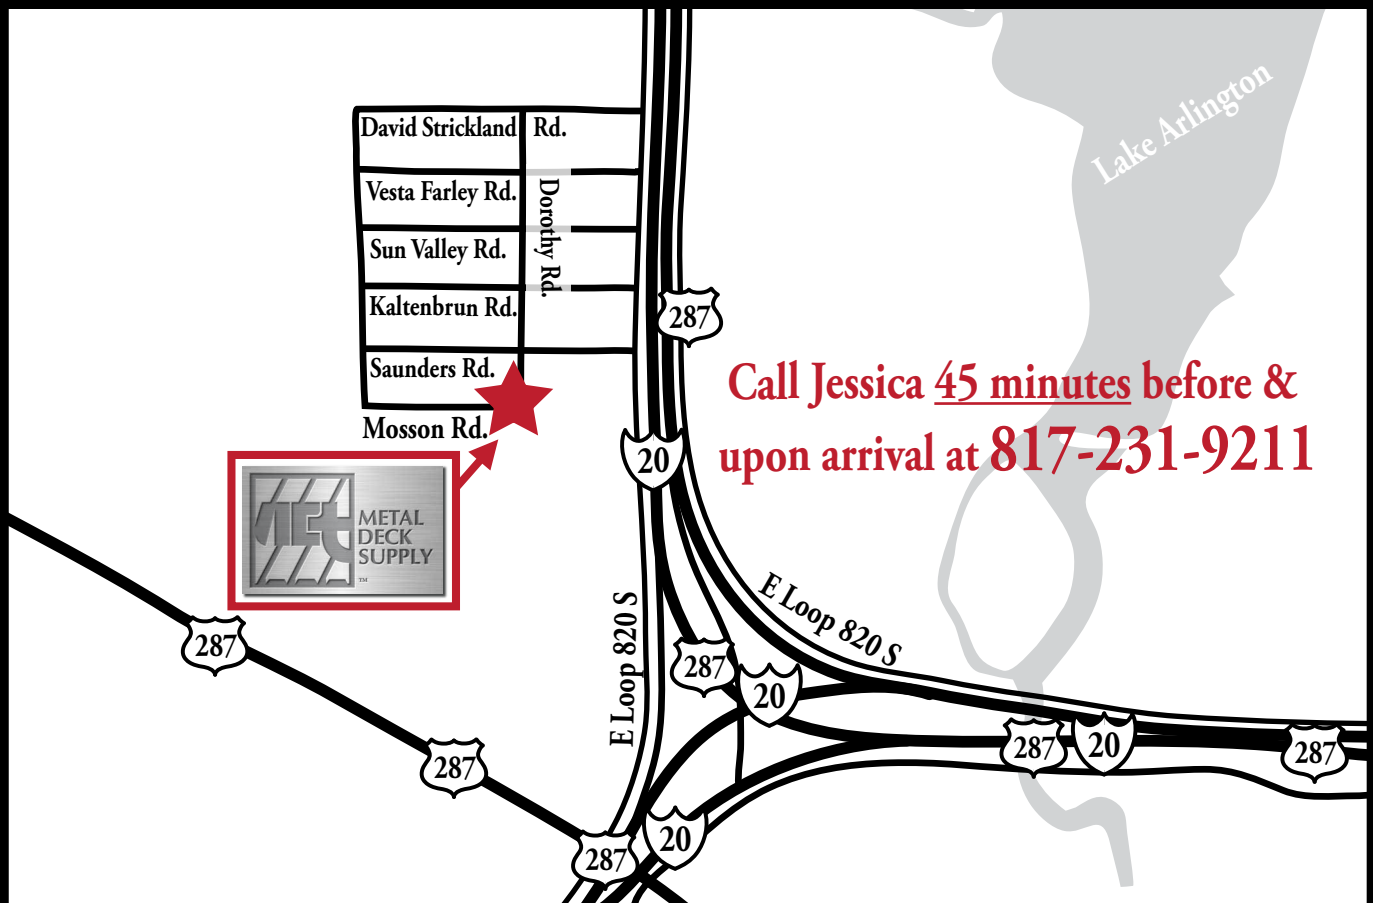 Lake Arlington
David Strickland Rd.
Vesta Farley Rd.
Dorothy Rd.
Sun Valley Rd.
Kaltenbrun Rd.
287
Saunders Rd.
Call Jessica 45 minutes before &
upon arrival at 817-231-9211
Mosson Rd.
20
METAL
DECK
SUPPLY
TM
E Loop 820 S
E Loop 820 S
287
287
20
287
20
287
287
20
287